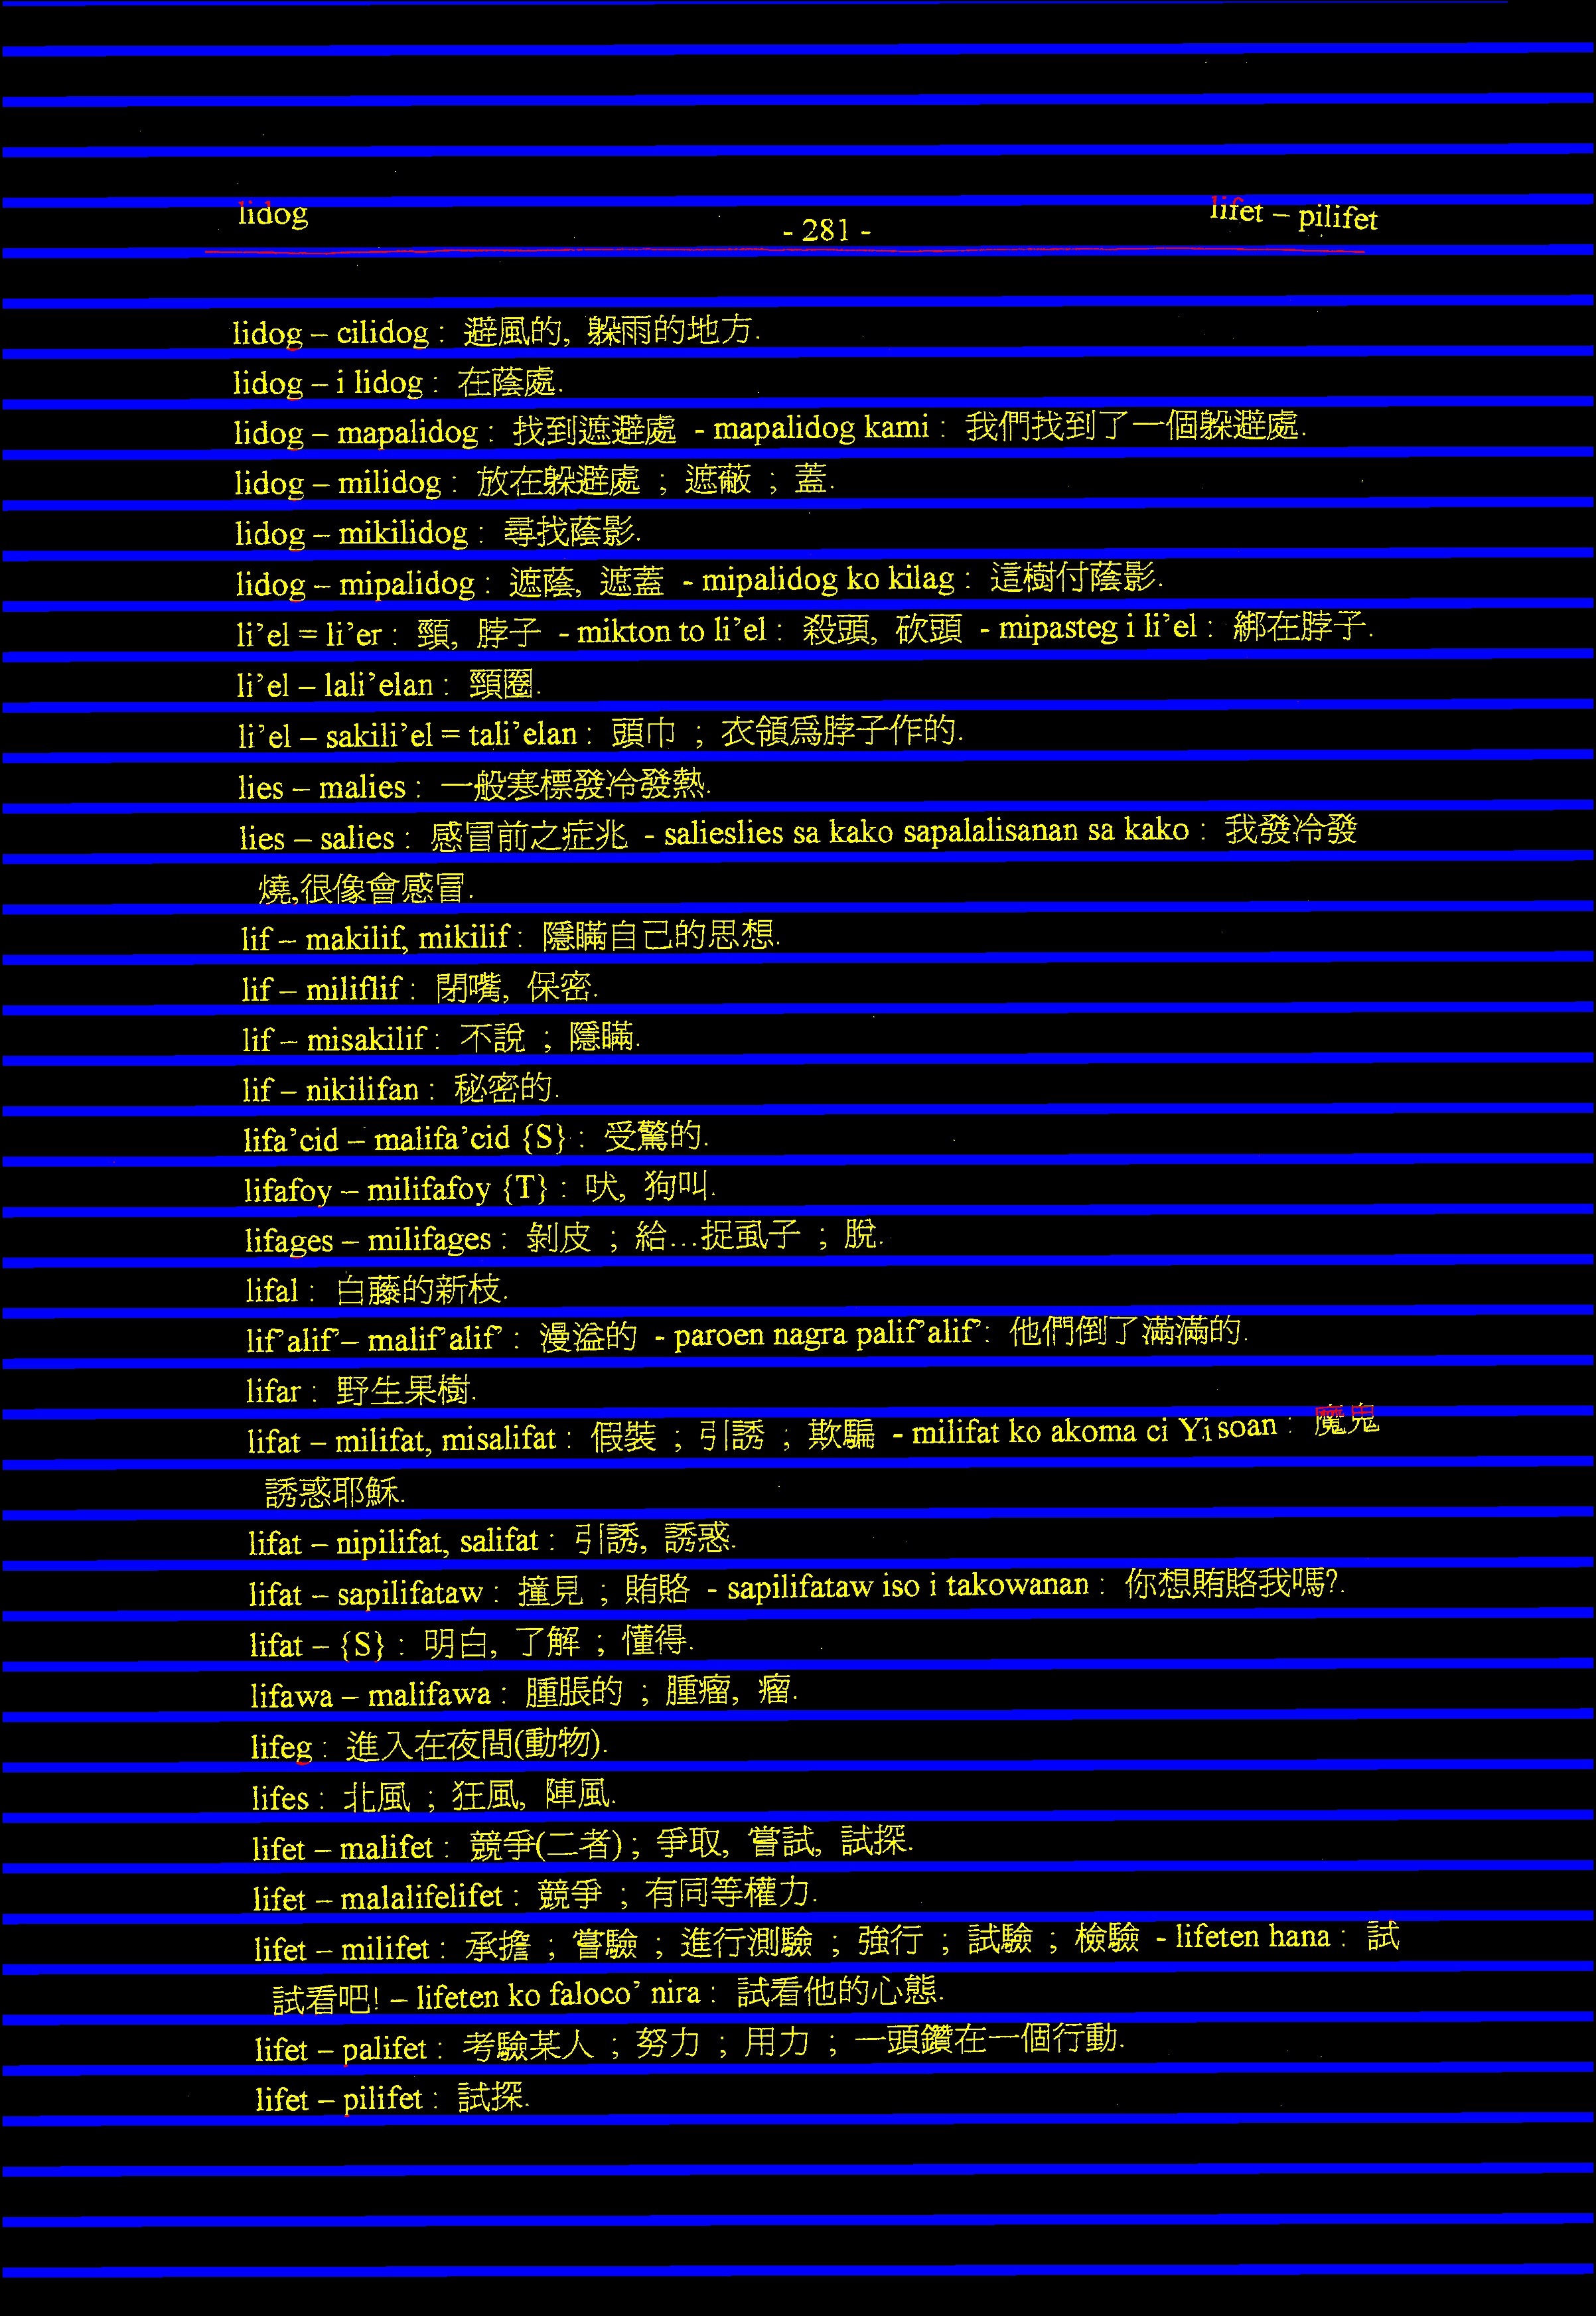 lidog
- 281 -
lifet – pilifet
lidog – cilidog : 避風的, 躲雨的地方.
lidog – i lidog : 在蔭處.
lidog – mapalidog : 找到遮避處 - mapalidog kami : 我們找到了一個躲避處.
lidog – milidog : 放在躲避處 ; 遮蔽 ; 蓋.
lidog – mikilidog : 尋找蔭影.
lidog – mipalidog : 遮蔭, 遮蓋 - mipalidog ko kilag : 這樹付蔭影.
li’el = li’er : 頸, 脖子 - mikton to li’el : 殺頭, 砍頭 - mipasteg i li’el : 綁在脖子.
li’el – lali’elan : 頸圈.
li’el – sakili’el = tali’elan : 頭巾 ; 衣領爲脖子作的.
lies – malies : 一般寒標發冷發熱.
lies – salies : 感冒前之症兆 - salieslies sa kako sapalalisanan sa kako : 我發冷發
燒,很像會感冒.
lif – makilif, mikilif : 隱瞞自己的思想.
lif – miliflif : 閉嘴, 保密.
lif – misakilif : 不說 ; 隱瞞.
lif – nikilifan : 秘密的.
lifa’cid – malifa’cid {S} : 受驚的.
lifafoy – milifafoy {T} : 吠, 狗叫.
lifages – milifages : 剝皮 ; 給…捉虱子 ; 脫.
lifal : 白藤的新枝.
lif’alif’– malif’alif’ : 漫溢的 - paroen nagra palif’alif’: 他們倒了滿滿的.
lifar : 野生果樹.
lifat – milifat, misalifat : 假裝 ; 引誘 ; 欺騙 - milifat ko akoma ci Yi soan : 魔鬼
誘惑耶穌.
lifat – nipilifat, salifat : 引誘, 誘惑.
lifat – sapilifataw : 撞見 ; 賄賂 - sapilifataw iso i takowanan : 你想賄賂我嗎?.
lifat – {S} : 明白, 了解 ; 懂得.
lifawa – malifawa : 腫脹的 ; 腫瘤, 瘤.
lifeg : 進入在夜間(動物).
lifes : 北風 ; 狂風, 陣風.
lifet – malifet : 競爭(二者) ; 爭取, 嘗試, 試探.
lifet – malalifelifet : 競爭 ; 有同等權力.
lifet – milifet : 承擔 ; 嘗驗 ; 進行測驗 ; 強行 ; 試驗 ; 檢驗 - lifeten hana : 試
試看吧! – lifeten ko faloco’ nira : 試看他的心態.
lifet – palifet : 考驗某人 ; 努力 ; 用力 ; 一頭鑽在一個行動.
lifet – pilifet : 試探.